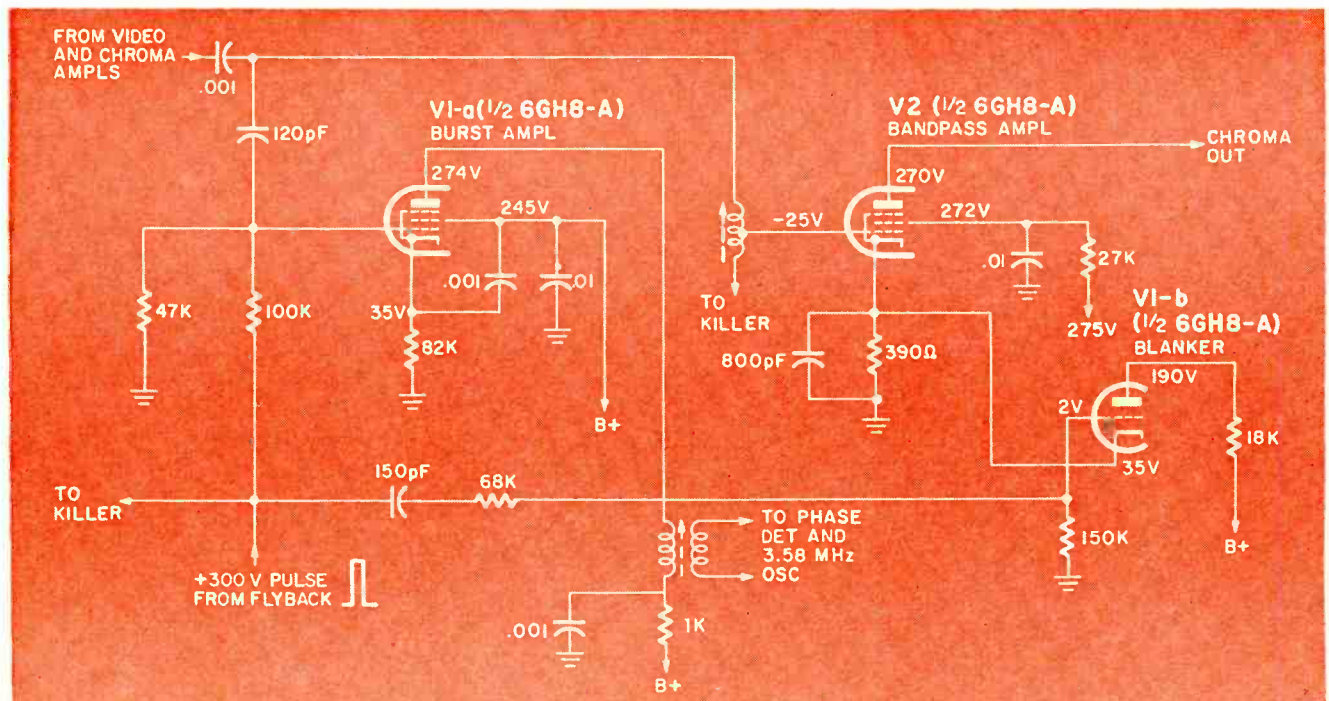 FROM VIDEO
AND CHROMA
AMPLS
.001
120pF
V1-a (1/2 6GH8-A)
BURST AMPL
274V
245V
.001
.01
35V
82K
47K
100K
B+
V2 (1/2 6GH8-A)
BANDPASS AMPL
CHROMA
OUT
270V
-25V
272V
.01
27K
275V
TO
KILLER
800pF
390Ω
V1-b
(1/2 6GH8-A)
BLANKER
190V
2V
35V
18K
B+
150K
150pF
68K
TO
KILLER
+300 V PULSE
FROM FLYBACK
TO PHASE
DET AND
3.58 MHz
OSC
.001
1K
B+